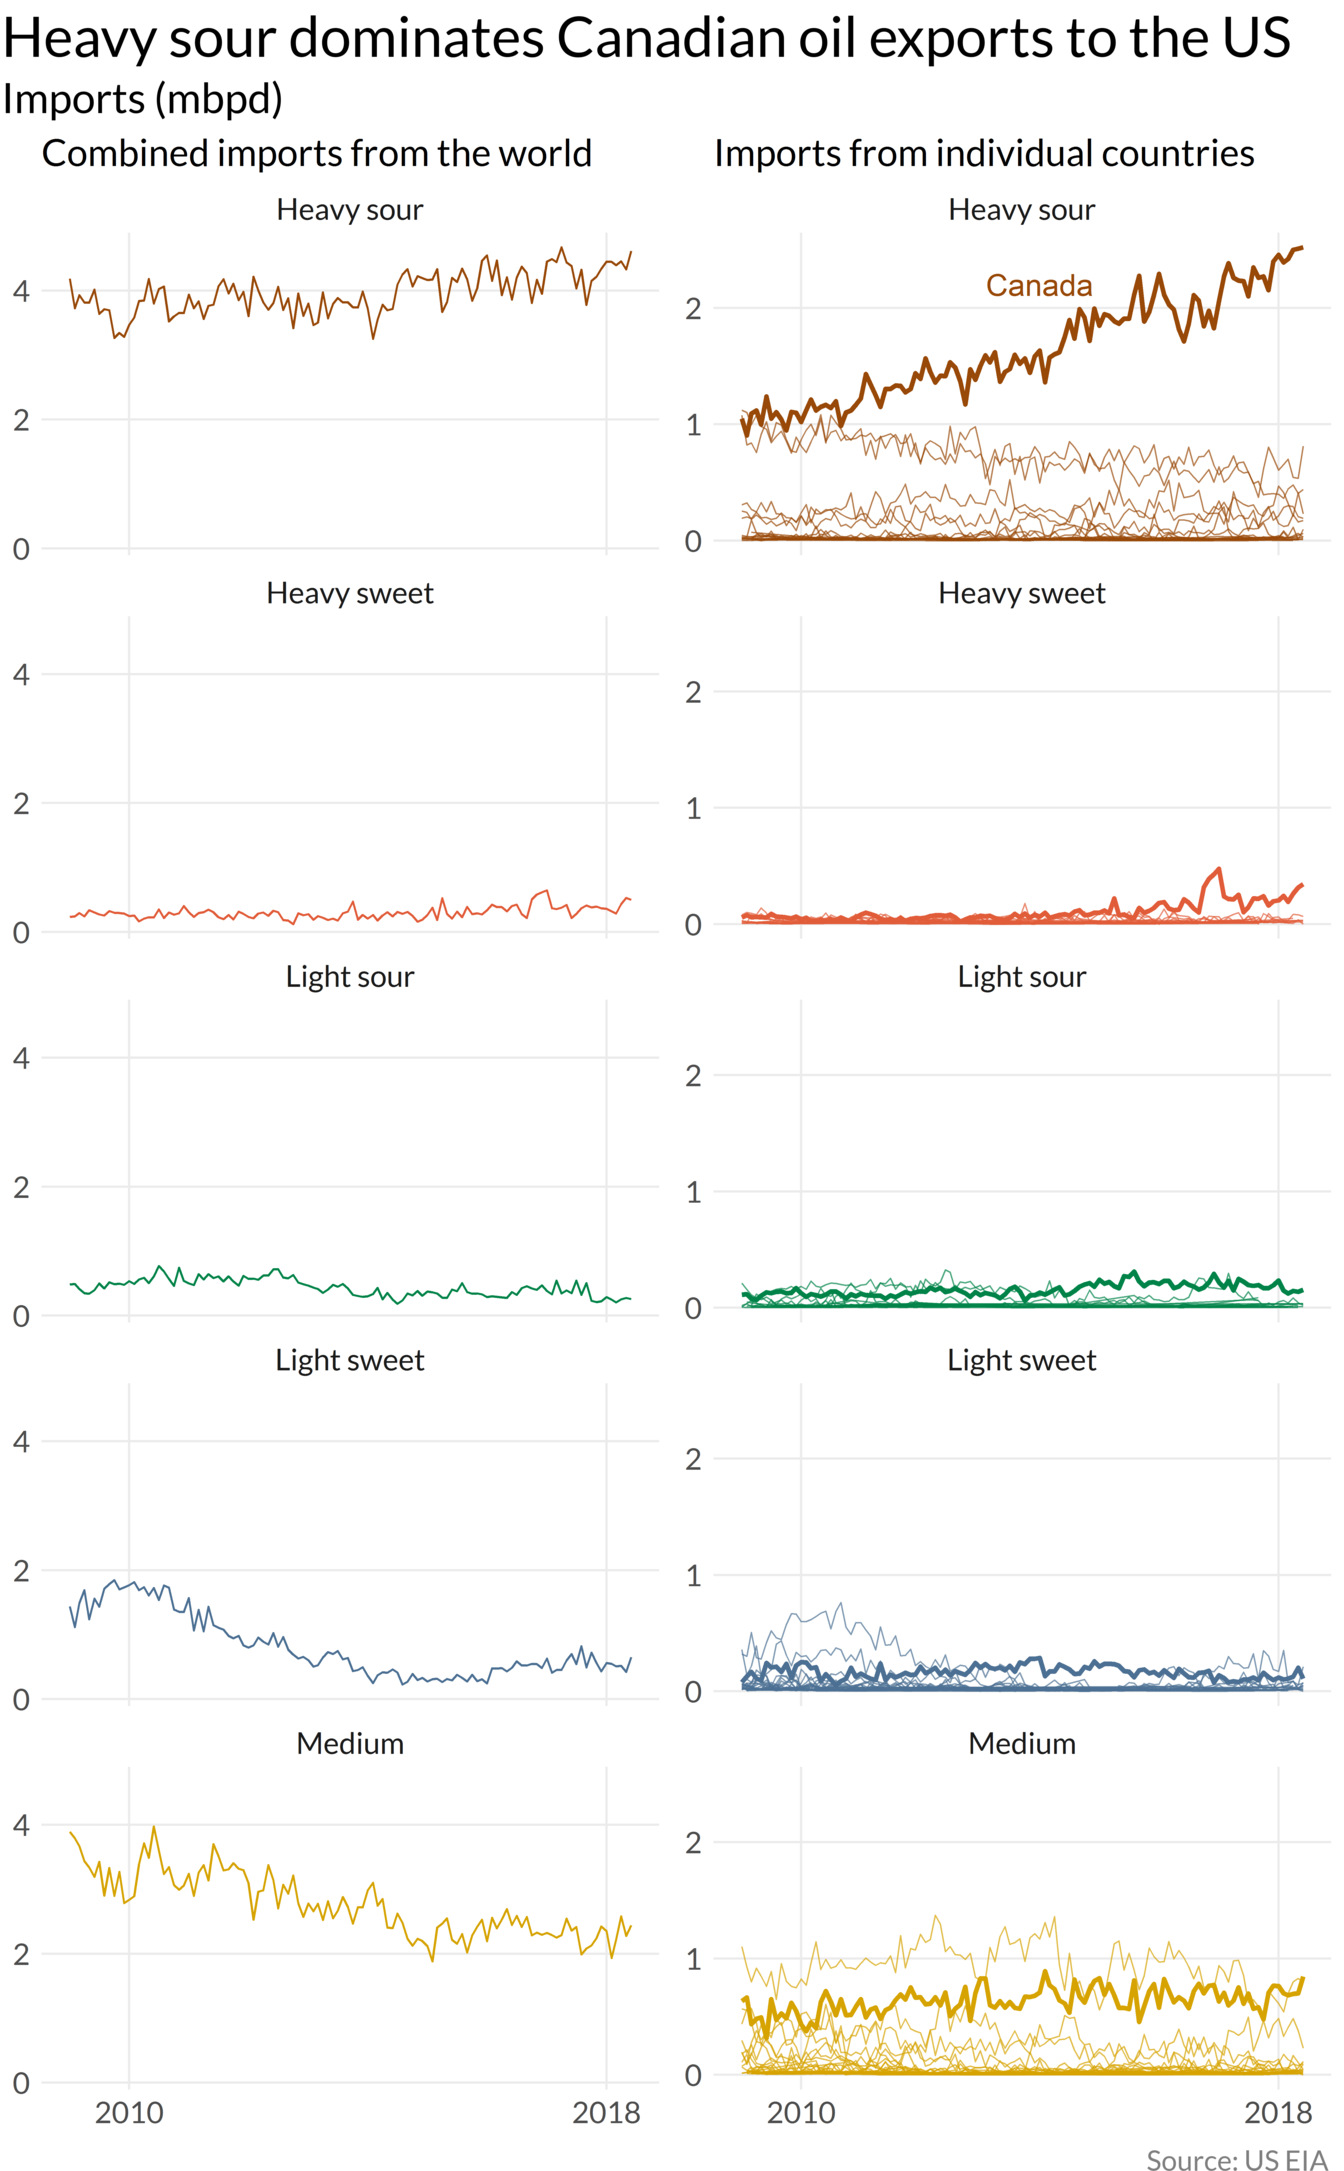 Heavy sour dominates Canadian oil exports to the US
Imports (mbpd)
Combined imports from the world
Heavy sour
4
2
0
Heavy sweet
4
2
0
Light sour
4
2
0
Light sweet
4
2
0
Medium
4
2
0
2010 2018
Imports from individual countries
Heavy sour
Canada
2
1
0
Heavy sweet
2
1
0
Light sour
2
1
0
Light sweet
2
1
0
Medium
2
1
0
2010 2018
Source: US EIA